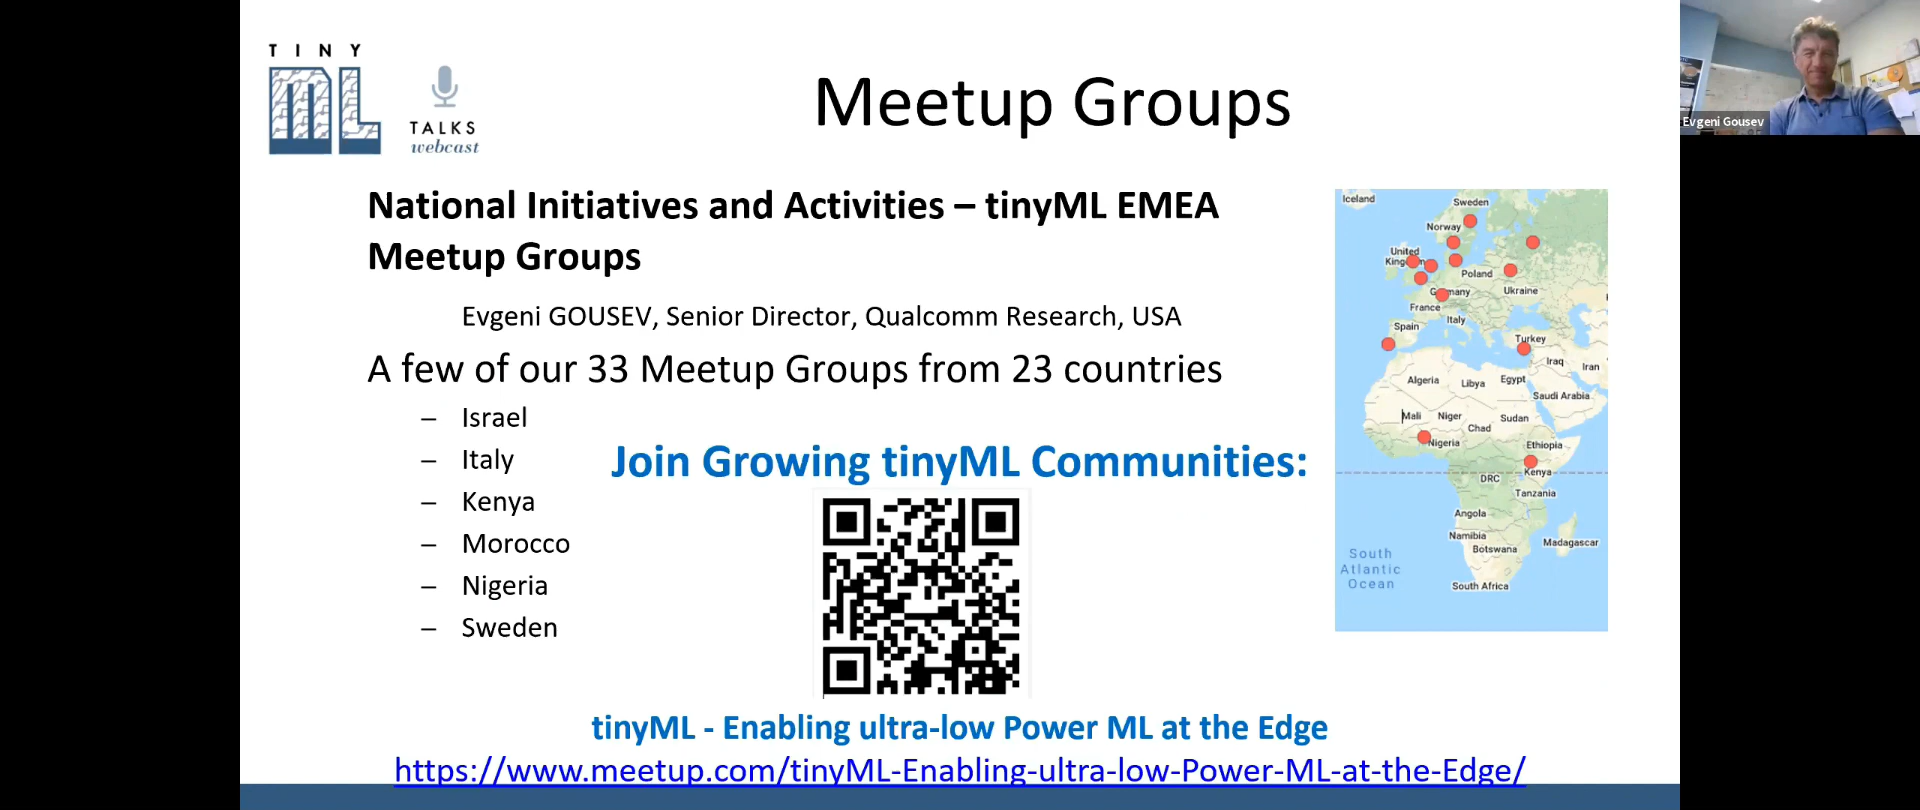 TINY
ML
TALKS
webcast
Meetup Groups
Evgeni Gousev
National Initiatives and Activities – tinyML EMEA
Meetup Groups
Evgeni GOUSEV, Senior Director, Qualcomm Research, USA
A few of our 33 Meetup Groups from 23 countries
– Israel
– Italy
– Kenya
– Morocco
– Nigeria
– Sweden
Join Growing tinyML Communities:
Iceland
Sweden
Norway
United
Kingdom
Poland
Germany
Ukraine
France
Italy
Spain
Turkey
Iraq
Iran
Algeria
Libya
Egypt
Saudi Arabia
Mali
Niger
Sudan
Chad
Nigeria
Ethiopia
Kenya
DRC
Tanzania
Angola
Namibia
Botswana
Madagascar
South
Atlantic
Ocean
South Africa
tinyML - Enabling ultra-low Power ML at the Edge
https://www.meetup.com/tinyML-Enabling-ultra-low-Power-ML-at-the-Edge/